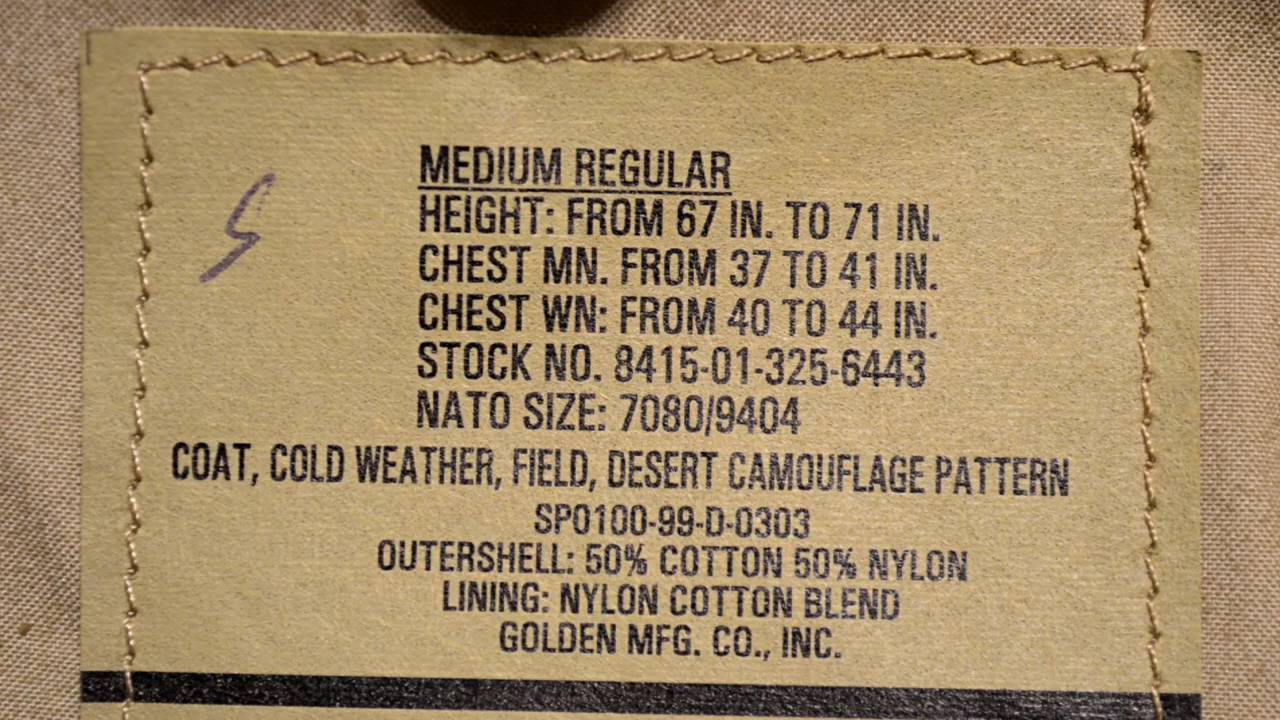 MEDIUM REGULAR
HEIGHT: FROM 67 IN. TO 71 IN.
CHEST MN. FROM 37 TO 41 IN.
CHEST WN: FROM 40 TO 44 IN.
STOCK NO. 8415-01-325-6443
NATO SIZE: 7080/9404
COAT, COLD WEATHER, FIELD, DESERT CAMOUFLAGE PATTERN
SP0100-99-D-0303
OUTERSHELL: 50% COTTON 50% NYLON
LINING: NYLON COTTON BLEND
GOLDEN MFG. CO., INC.